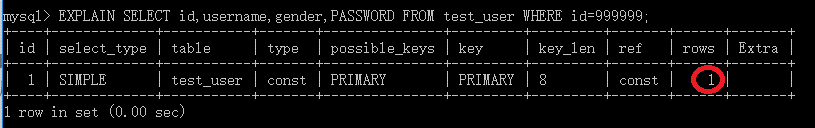 mysql> EXPLAIN SELECT id,username,gender,PASSWORD FROM test_user WHERE id=999999;
+----+-------------+-----------+-------+---------------+---------+---------+-------+------+-------+
| id | select_type | table     | type  | possible_keys | key     | key_len | ref   | rows | Extra |
+----+-------------+-----------+-------+---------------+---------+---------+-------+------+-------+
|  1 | SIMPLE      | test_user | const | PRIMARY       | PRIMARY | 8       | const |    1 |       |
+----+-------------+-----------+-------+---------------+---------+---------+-------+------+-------+
1 row in set (0.00 sec)